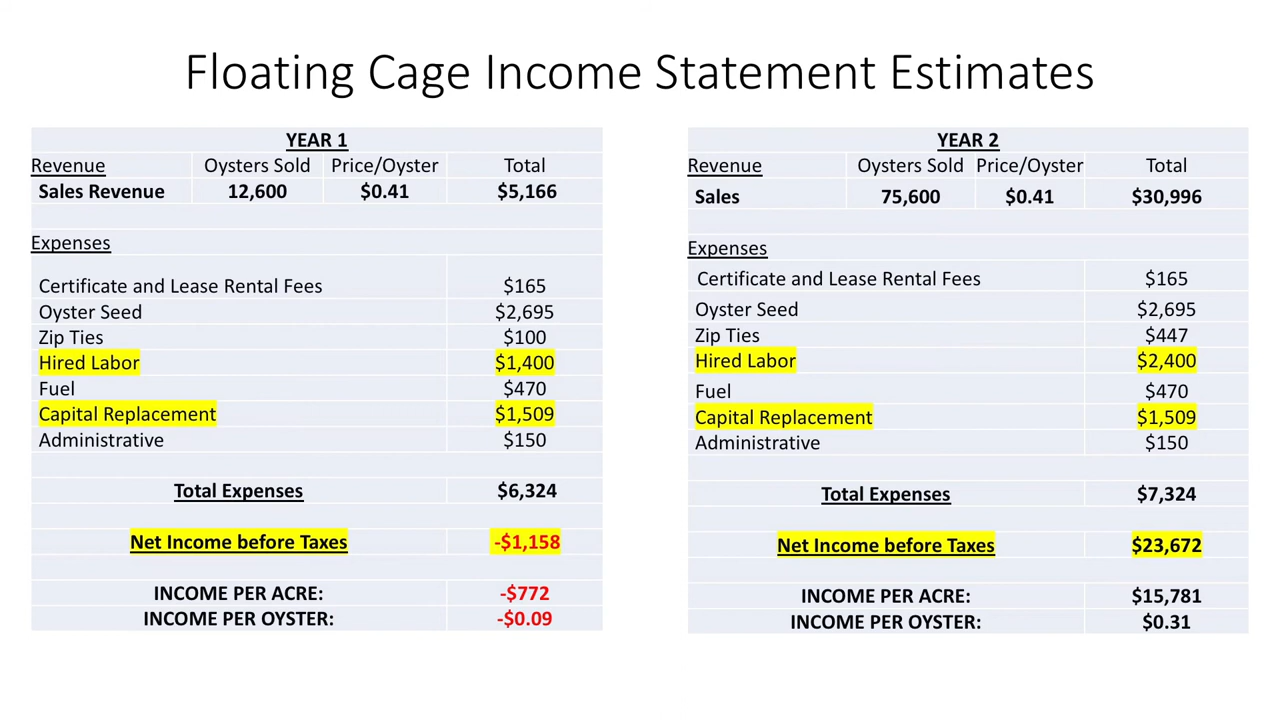 Floating Cage Income Statement Estimates
YEAR 1
Revenue Oysters Sold Price/Oyster Total
Sales Revenue 12,600 $0.41 $5,166
Expenses
Certificate and Lease Rental Fees $165
Oyster Seed $2,695
Zip Ties $100
Hired Labor $1,400
Fuel $470
Capital Replacement $1,509
Administrative $150
Total Expenses $6,324
Net Income before Taxes -$1,158
INCOME PER ACRE: -$772
INCOME PER OYSTER: -$0.09
YEAR 2
Revenue Oysters Sold Price/Oyster Total
Sales 75,600 $0.41 $30,996
Expenses
Certificate and Lease Rental Fees $165
Oyster Seed $2,695
Zip Ties $447
Hired Labor $2,400
Fuel $470
Capital Replacement $1,509
Administrative $150
Total Expenses $7,324
Net Income before Taxes $23,672
INCOME PER ACRE: $15,781
INCOME PER OYSTER: $0.31